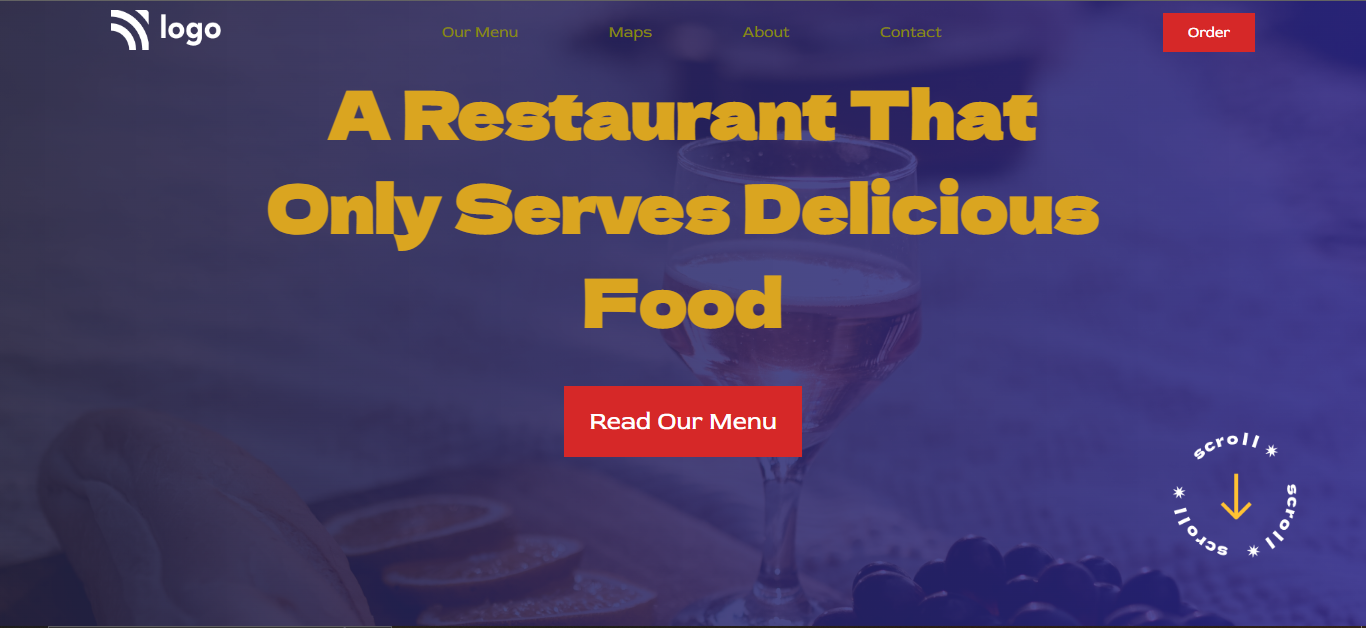 logo
Our Menu
Maps
About
Contact
Order
A Restaurant That
Only Serves Delicious
Food
Read Our Menu
scroll
scroll
scroll